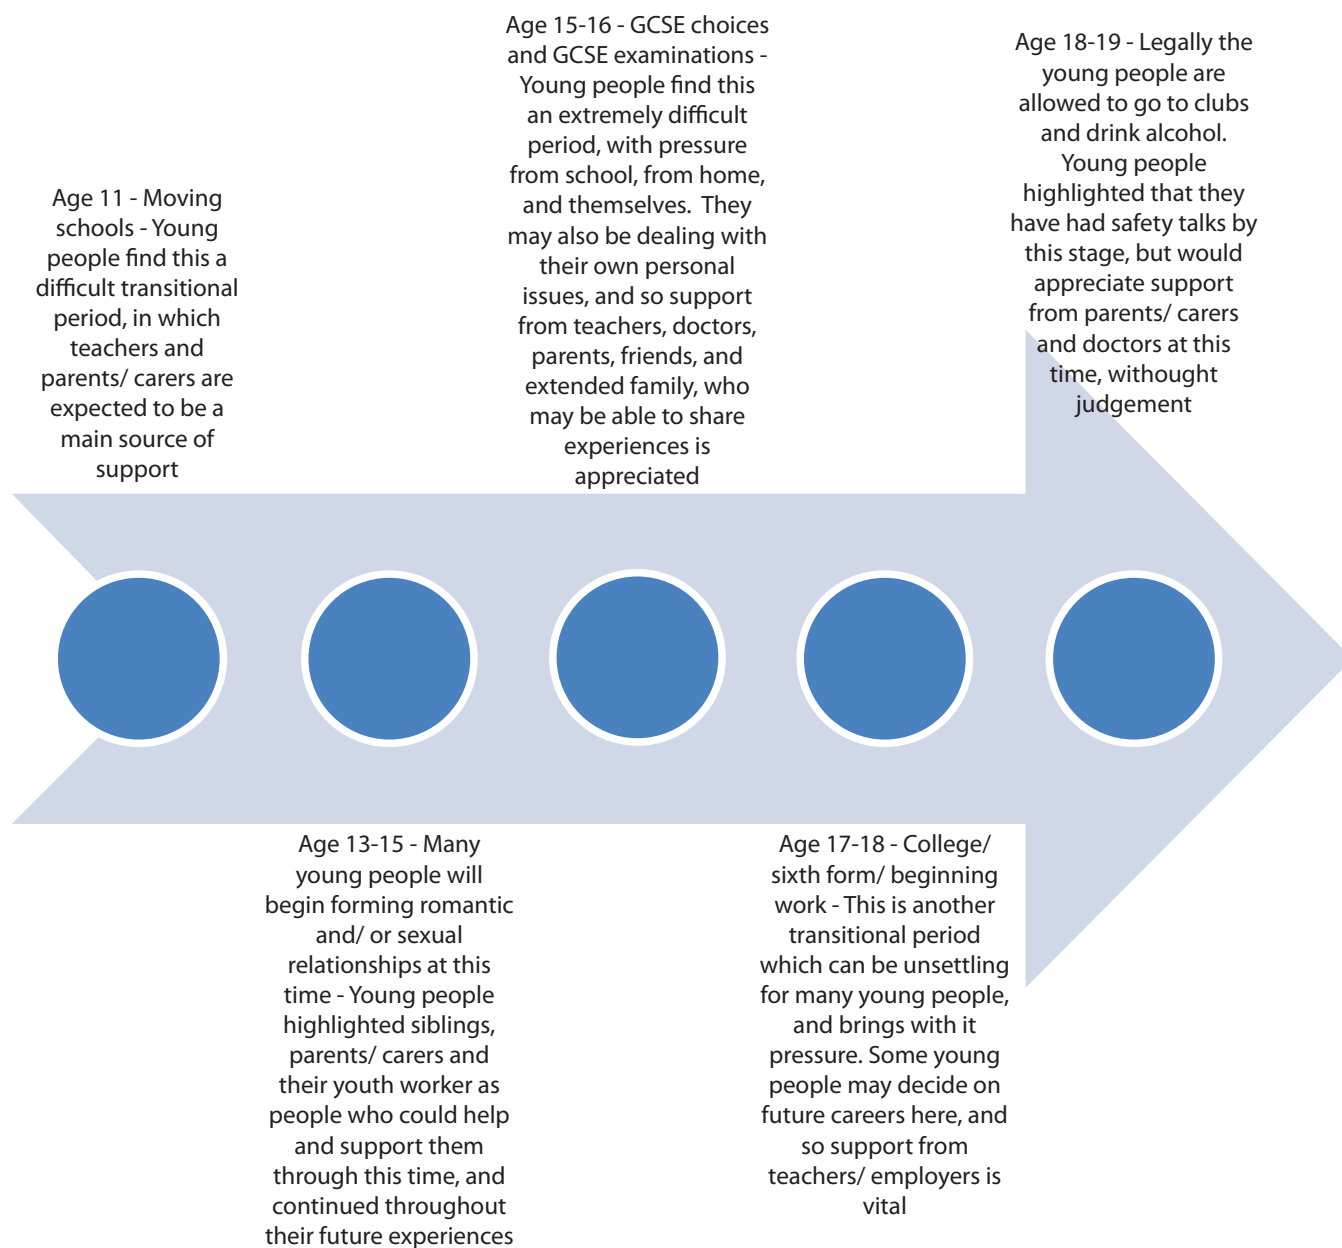 Age 11 - Moving
schools - Young
people find this a
difficult transitional
period, in which
teachers and
parents/ carers are
expected to be a
main source of
support
Age 13-15 - Many
young people will
begin forming romantic
and/ or sexual
relationships at this
time - Young people
highlighted siblings,
parents/ carers and
their youth worker as
people who could help
and support them
through this time, and
continued throughout
their future experiences
Age 15-16 - GCSE choices
and GCSE examinations -
Young people find this
an extremely difficult
period, with pressure
from school, from home,
and themselves.  They
may also be dealing with
their own personal
issues, and so support
from teachers, doctors,
parents, friends, and
extended family, who
may be able to share
experiences is
appreciated
Age 17-18 - College/
sixth form/ beginning
work - This is another
transitional period
which can be unsettling
for many young people,
and brings with it
pressure. Some young
people may decide on
future careers here, and
so support from
teachers/ employers is
vital
Age 18-19 - Legally the
young people are
allowed to go to clubs
and drink alcohol.
Young people
highlighted that they
have had safety talks by
this stage, but would
appreciate support
from parents/ carers
and doctors at this
time, withought
judgement